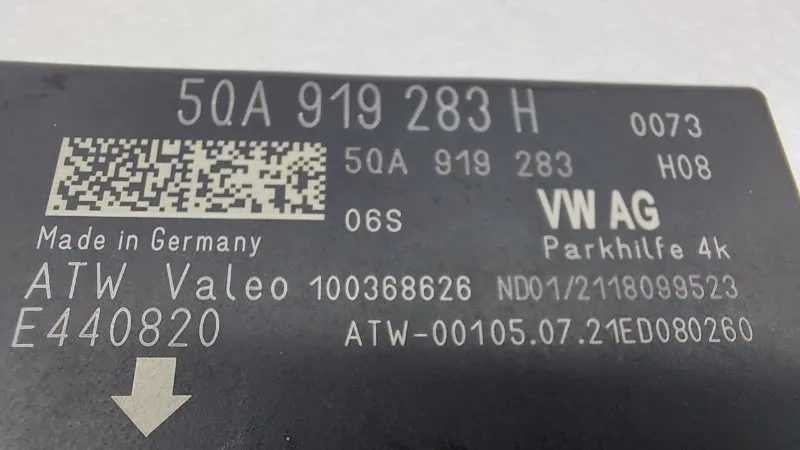 5QA 919 283 H 0073
5QA 919 283 H08
06S VW AG
Made in Germany Parkhilfe 4k
ATW Valeo 100368626 ND01/2118099523
E440820 ATW-00105.07.21ED080260